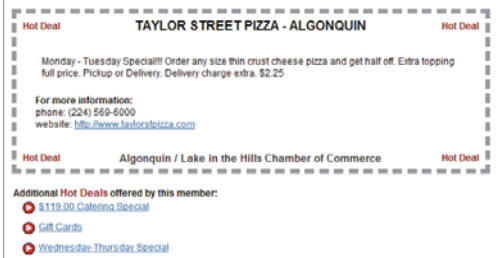 Hot Deal TAYLOR STREET PIZZA - ALGONQUIN Hot Deal
Monday - Tuesday Special!!! Order any size thin crust cheese pizza and get half off. Extra topping
full price. Pickup or Delivery. Delivery charge extra. $2.25
For more information:
phone: (224) 569-6000
website: http://www.taylorstpizza.com
Hot Deal Algonquin / Lake in the Hills Chamber of Commerce Hot Deal
Additional Hot Deals offered by this member:
$119.00 Catering Special
Gift Cards
Wednesday-Thursday Special